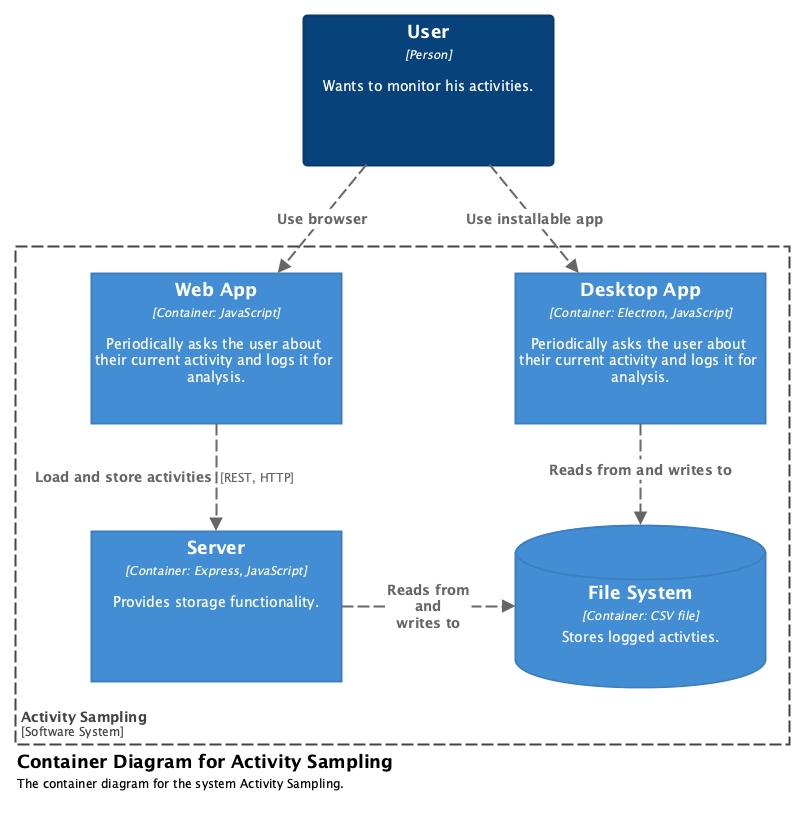 User
[Person]
Wants to monitor his activities.
Use browser
Use installable app
Web App
[Container: JavaScript]
Periodically asks the user about
their current activity and logs it for
analysis.
Desktop App
[Container: Electron, JavaScript]
Periodically asks the user about
their current activity and logs it for
analysis.
Load and store activities [REST, HTTP]
Reads from and writes to
Server
[Container: Express, JavaScript]
Provides storage functionality.
Reads from
and
writes to
File System
[Container: CSV file]
Stores logged activties.
Activity Sampling
[Software System]
Container Diagram for Activity Sampling
The container diagram for the system Activity Sampling.